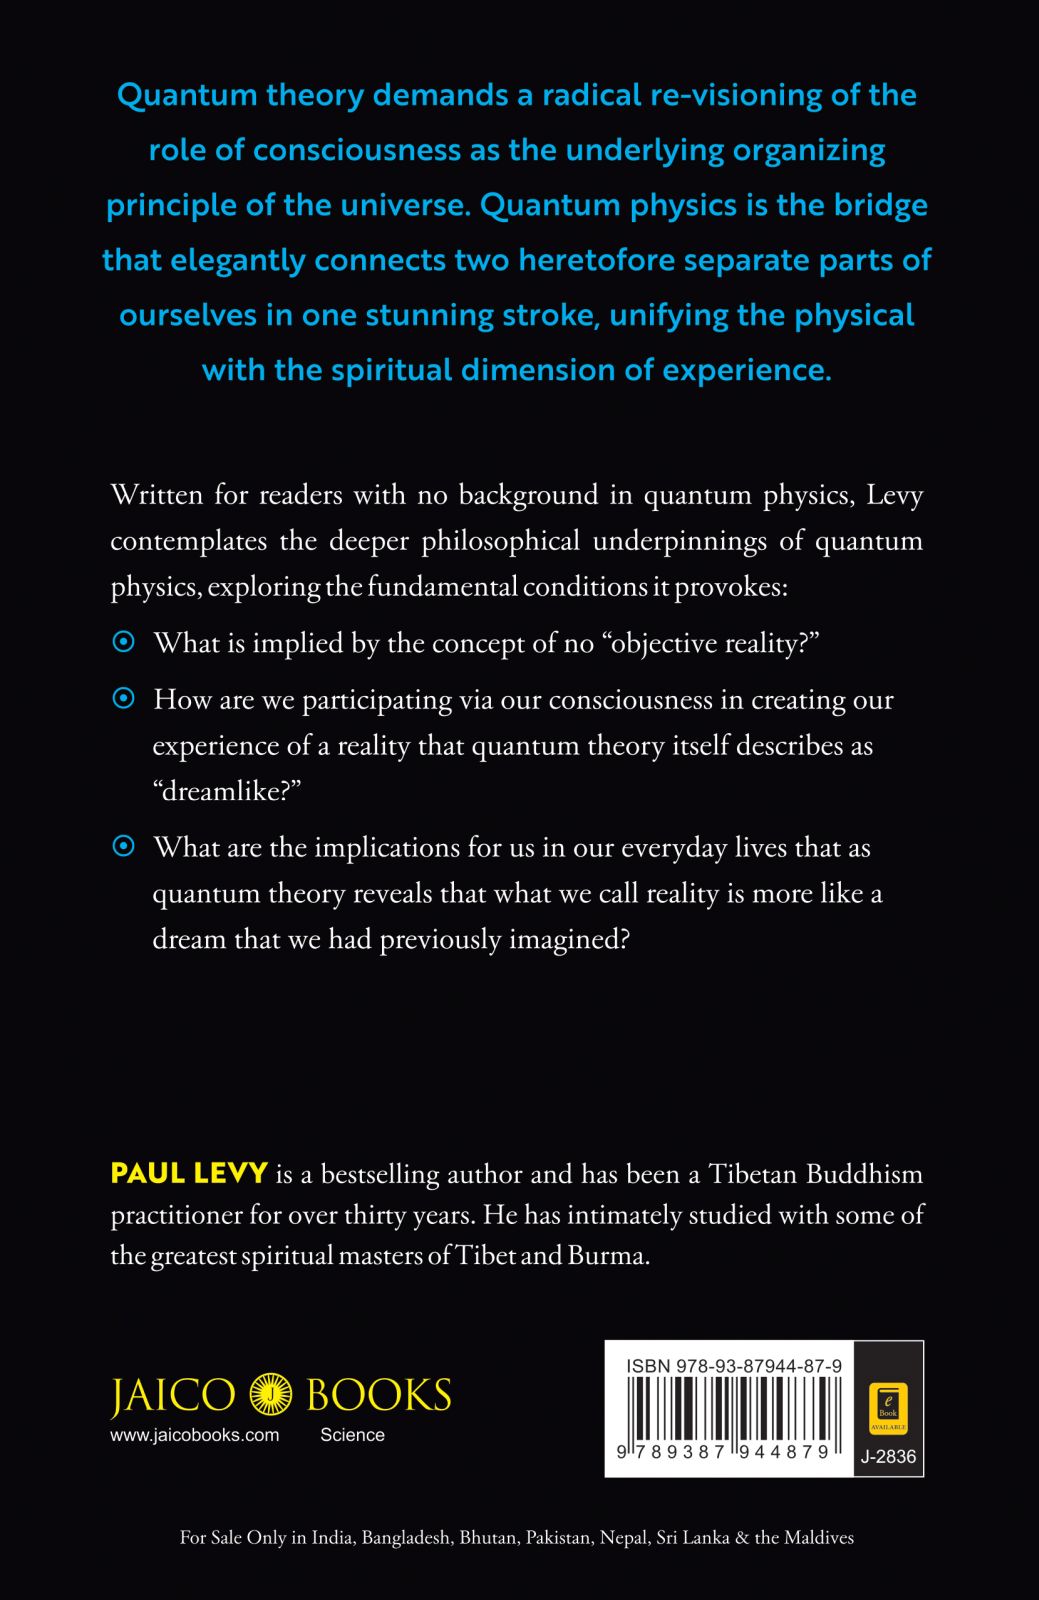 Quantum theory demands a radical re-visioning of the
role of consciousness as the underlying organizing
principle of the universe. Quantum physics is the bridge
that elegantly connects two heretofore separate parts of
ourselves in one stunning stroke, unifying the physical
with the spiritual dimension of experience.
Written for readers with no background in quantum physics, Levy
contemplates the deeper philosophical underpinnings of quantum
physics, exploring the fundamental conditions it provokes:
What is implied by the concept of no “objective reality?”
How are we participating via our consciousness in creating our
experience of a reality that quantum theory itself describes as
“dreamlike?”
What are the implications for us in our everyday lives that as
quantum theory reveals that what we call reality is more like a
dream that we had previously imagined?
PAUL LEVY is a bestselling author and has been a Tibetan Buddhism
practitioner for over thirty years. He has intimately studied with some of
the greatest spiritual masters of Tibet and Burma.
JAICO J BOOKS
www.jaicobooks.com Science
ISBN 978-93-87944-87-9
9 789387 944879
e
Book
AVAILABLE
J-2836
For Sale Only in India, Bangladesh, Bhutan, Pakistan, Nepal, Sri Lanka & the Maldives